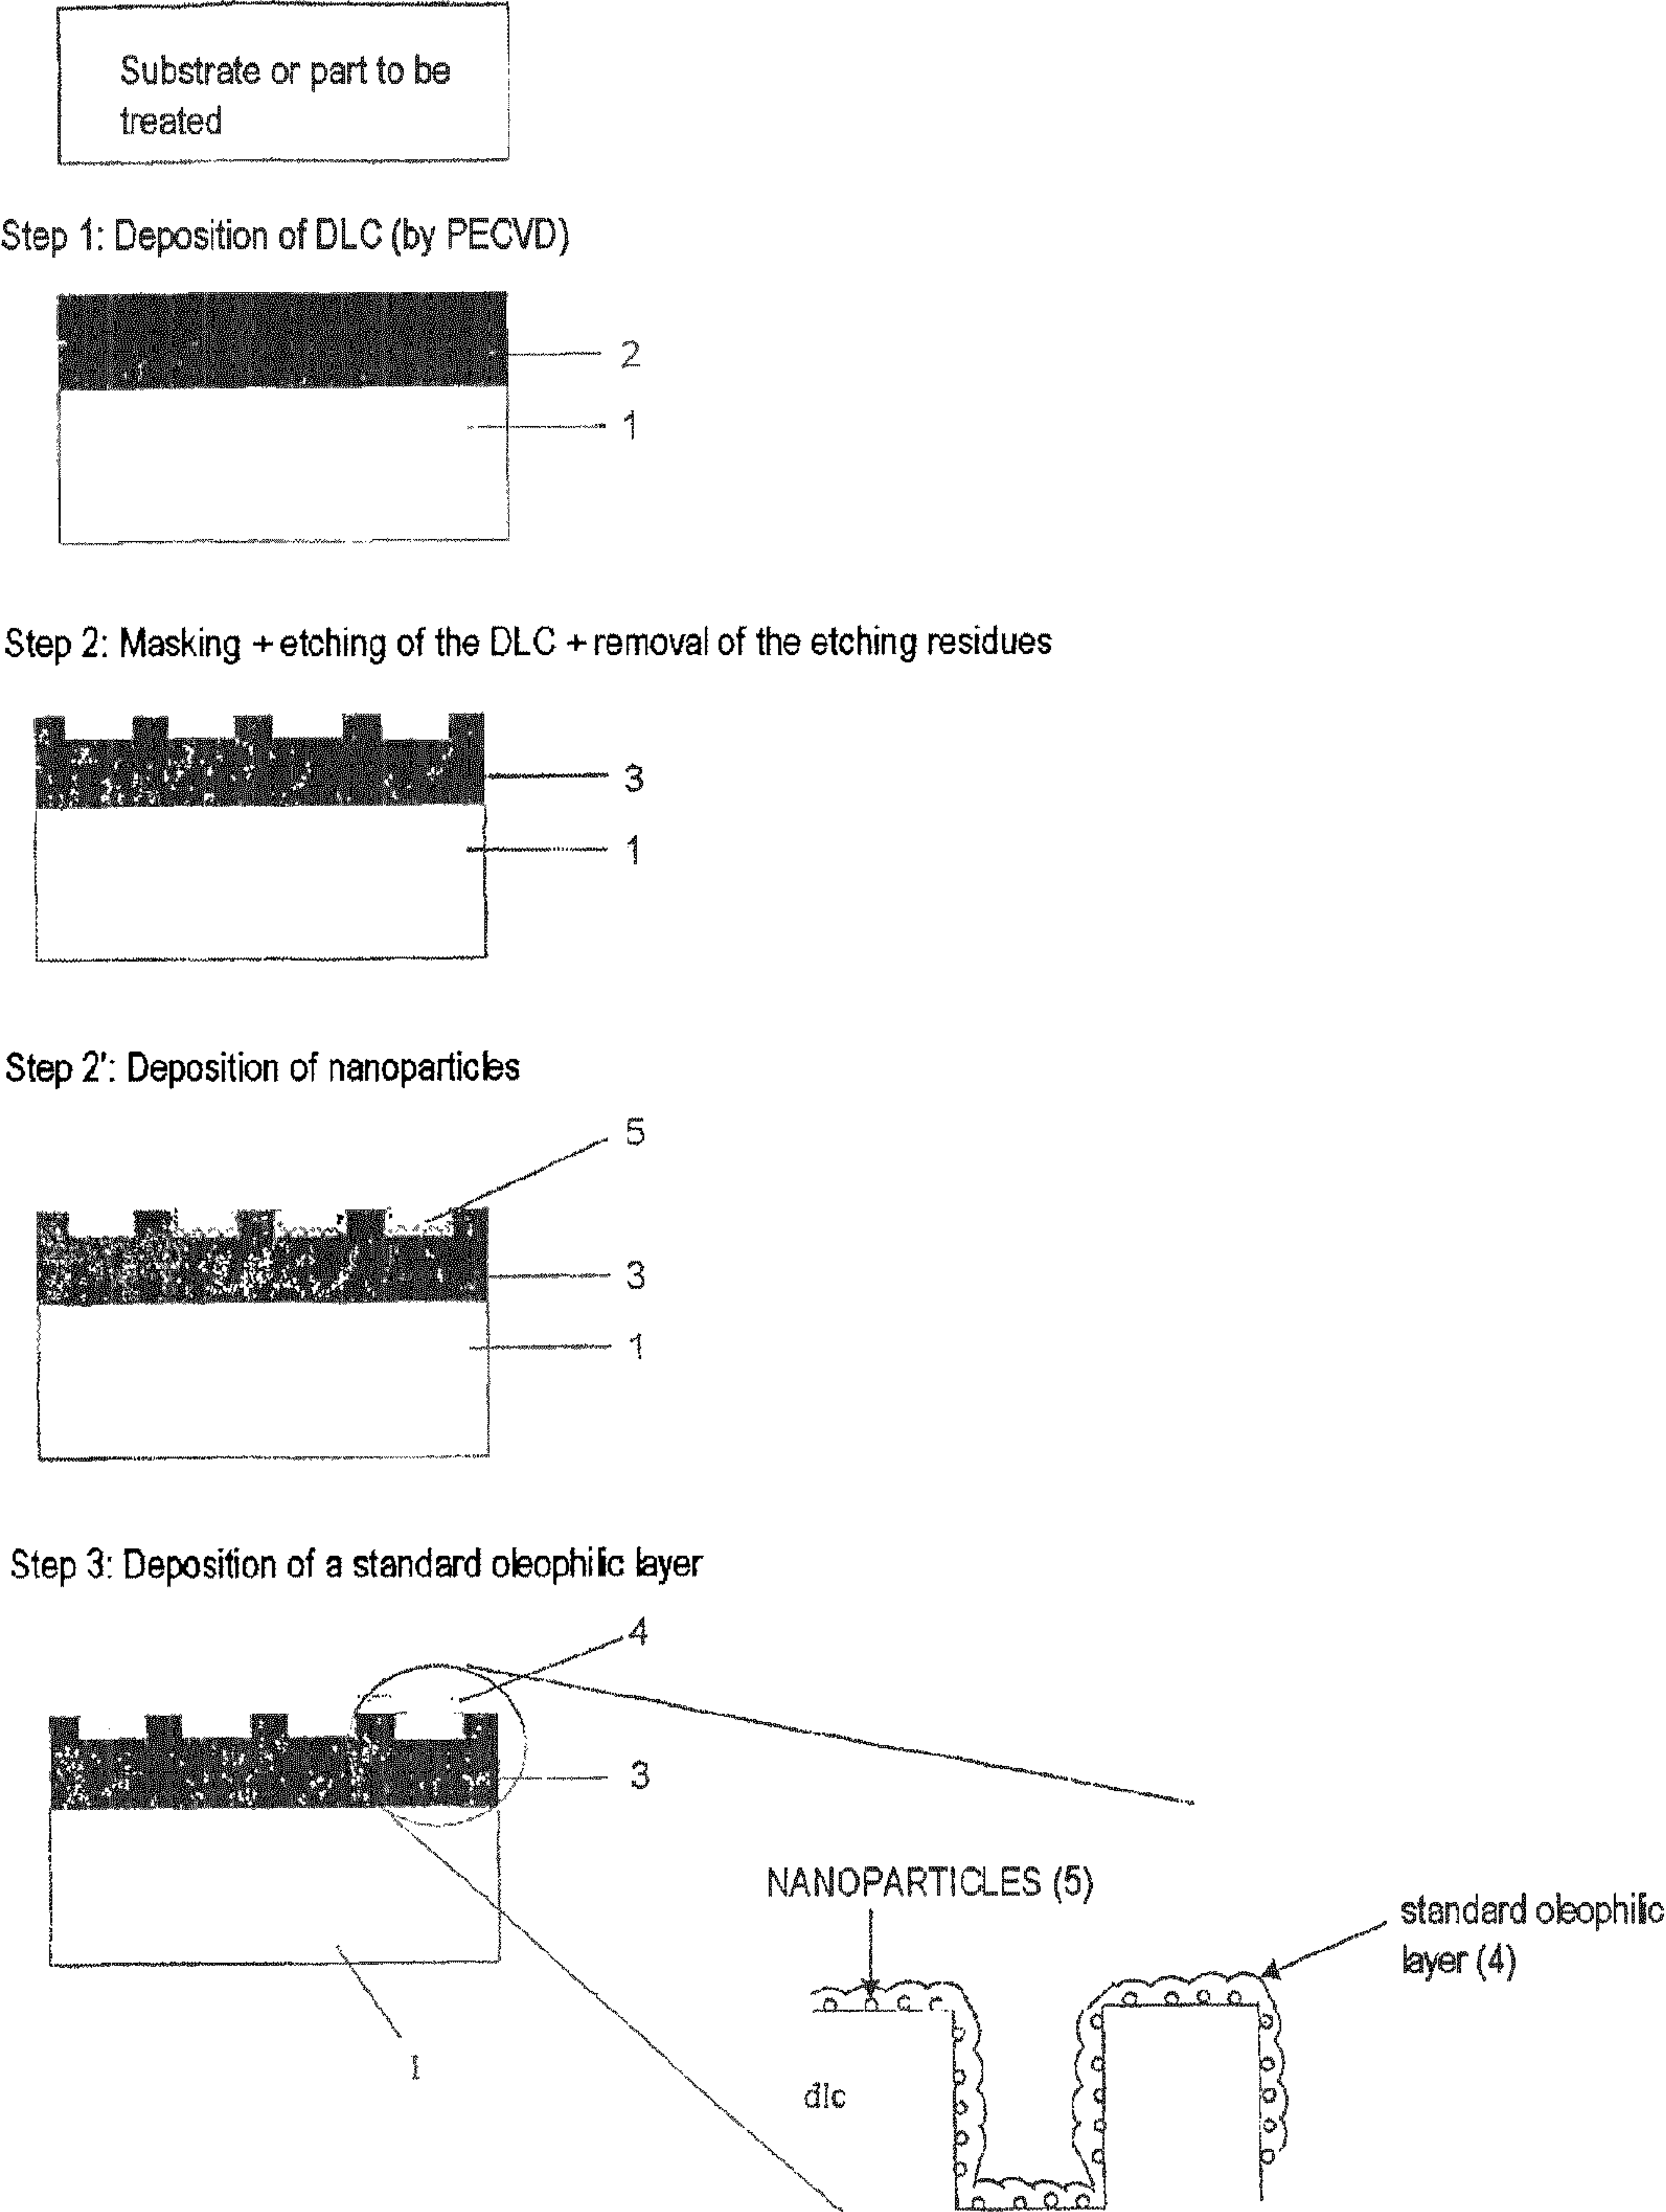 Substrate or part to be
treated
Step 1: Deposition of DLC (by PECVD)
2
1
Step 2: Masking + etching of the DLC + removal of the etching residues
3
1
Step 2': Deposition of nanoparticles
5
3
1
Step 3: Deposition of a standard oleophilic layer
4
3
1
NANOPARTICLES (5)
standard oleophilic
layer (4)
dlc